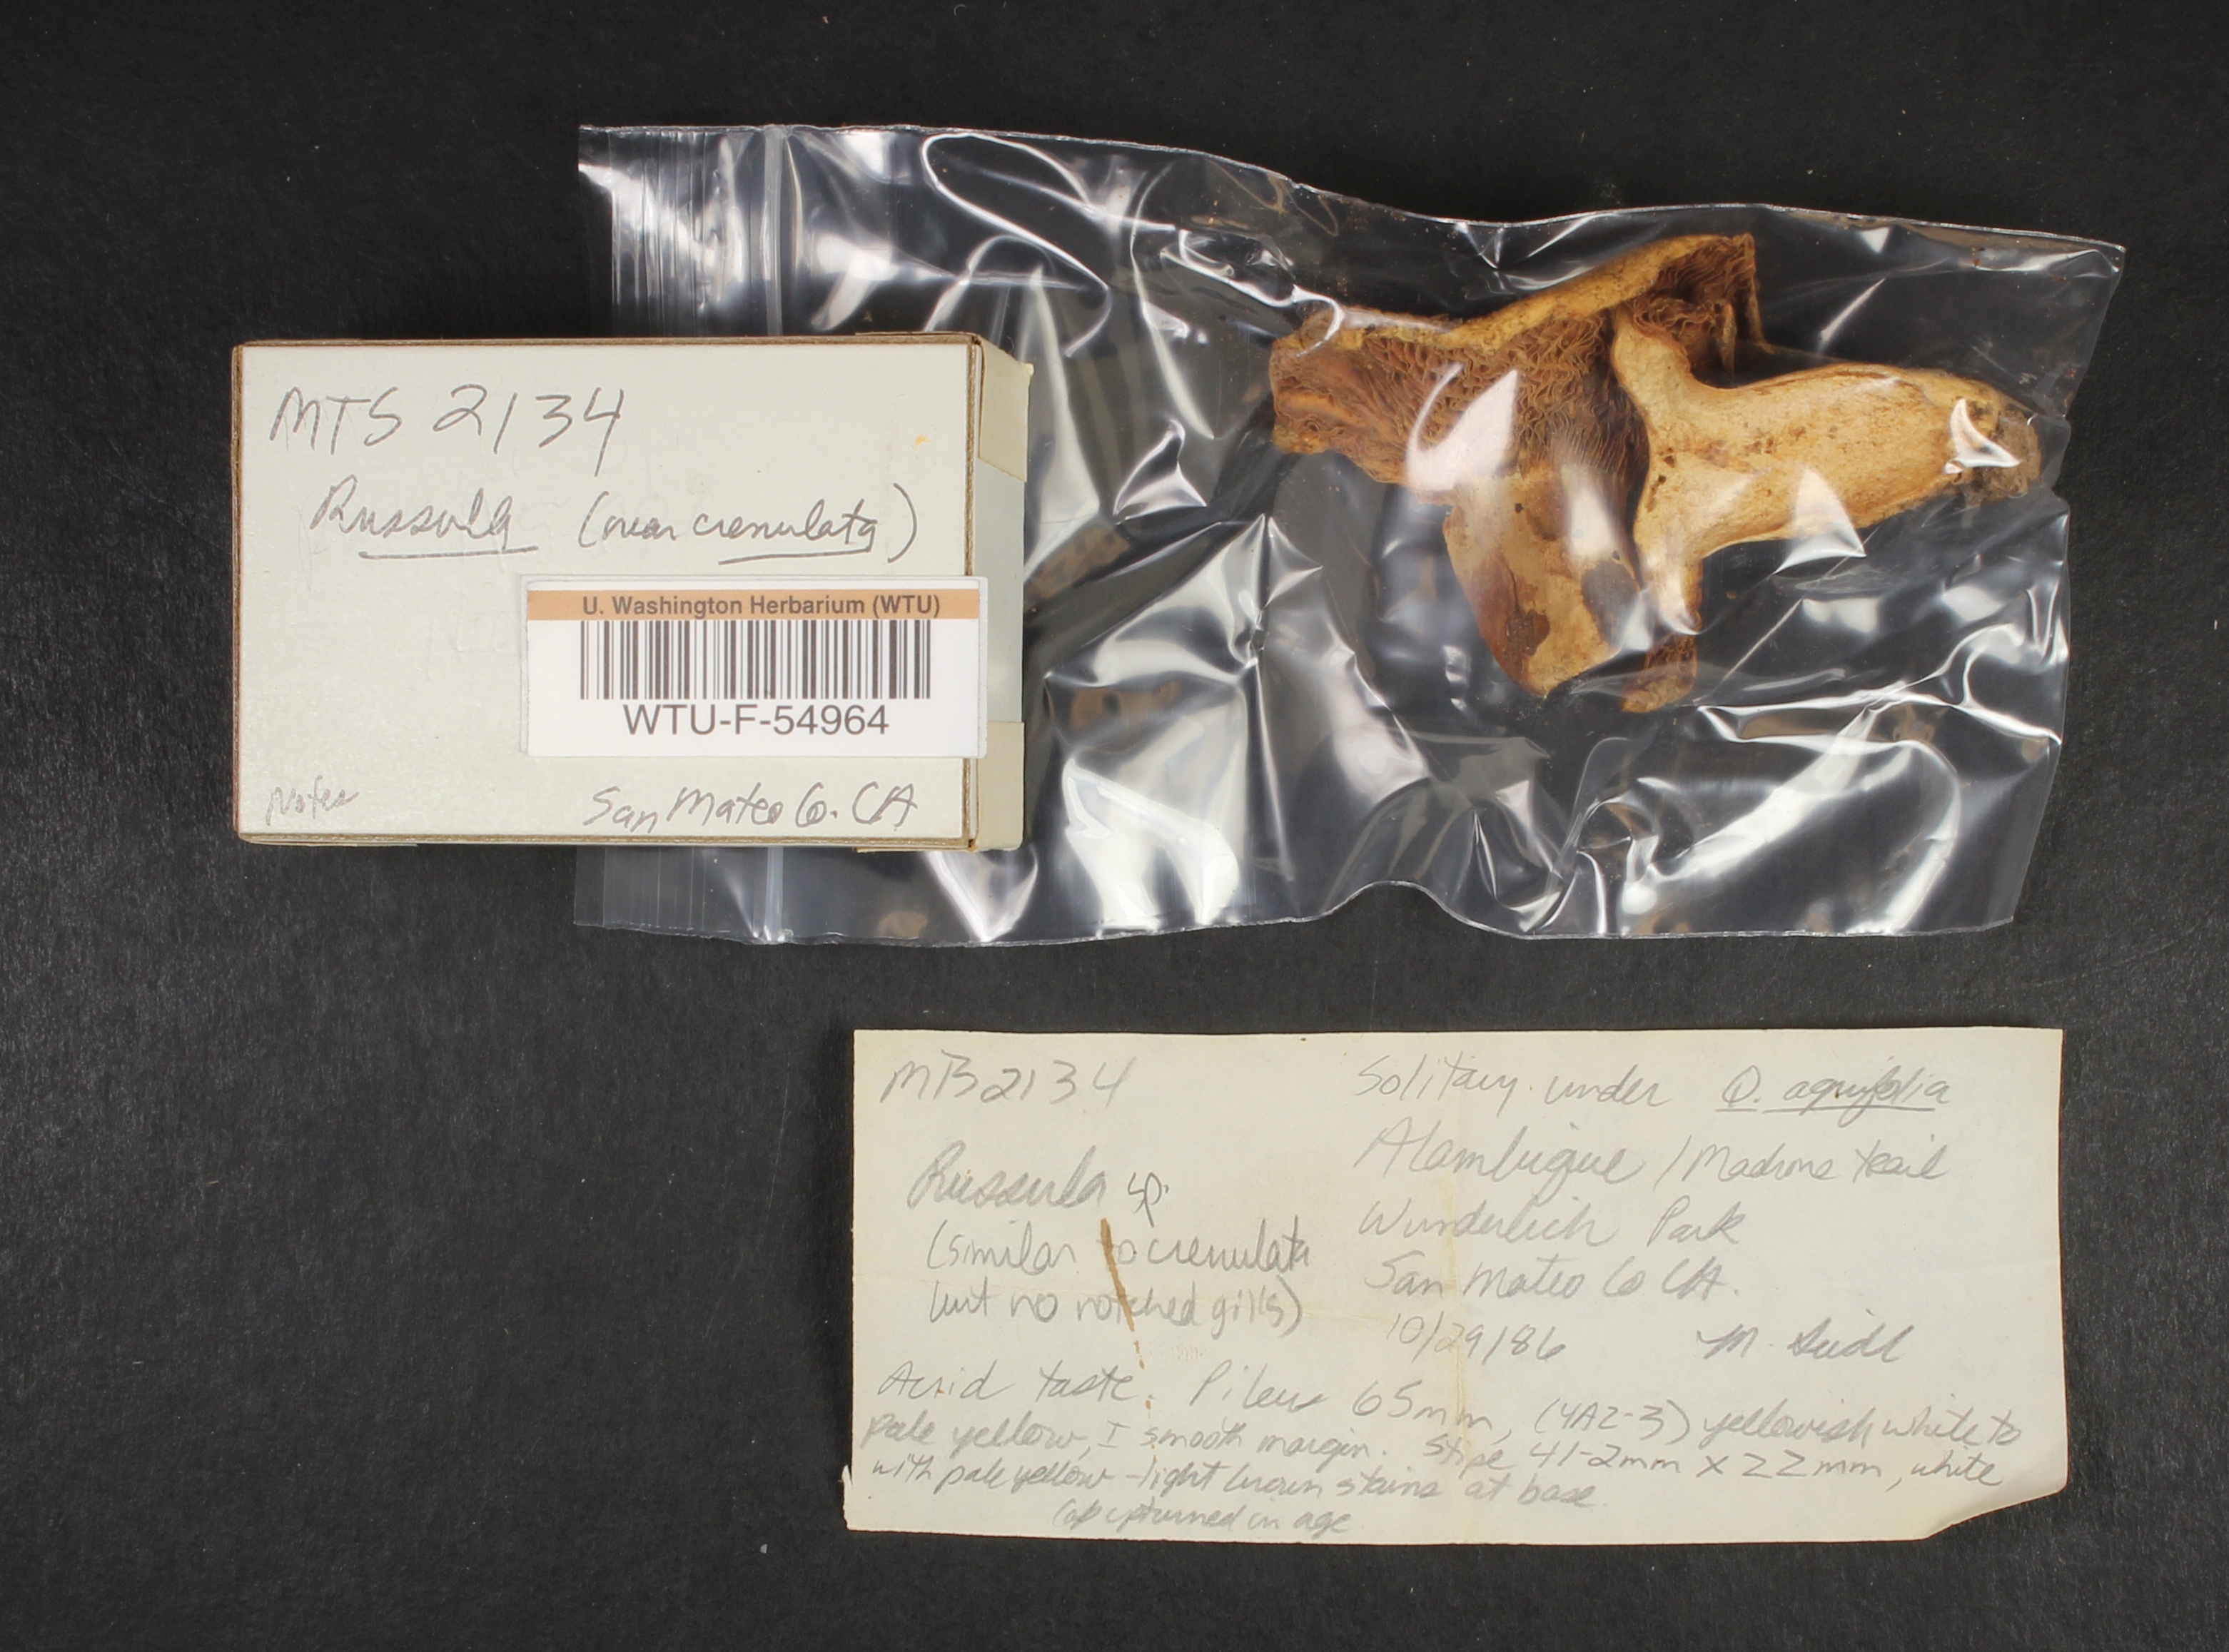 MTS 2134
Russula (near crenulata)
U. Washington Herbarium (WTU)
WTU-F-54964
Notes
San Mateo Co. CA
MB2134
Russula sp.
(similar to crenulata
but no notched gills)
Solitary under Q. agrifolia
Alambique / Madrone trail
Wunderlich Park
San Mateo Co CA.
10/29/86 M. Seidl
Acrid taste. Pileus 65mm, (4A2-3) yellowish white to
pale yellow, I smooth margin. Stipe 41-2mm x 22mm, white
with pale yellow - light brown stains at base.
Cap upturned in age